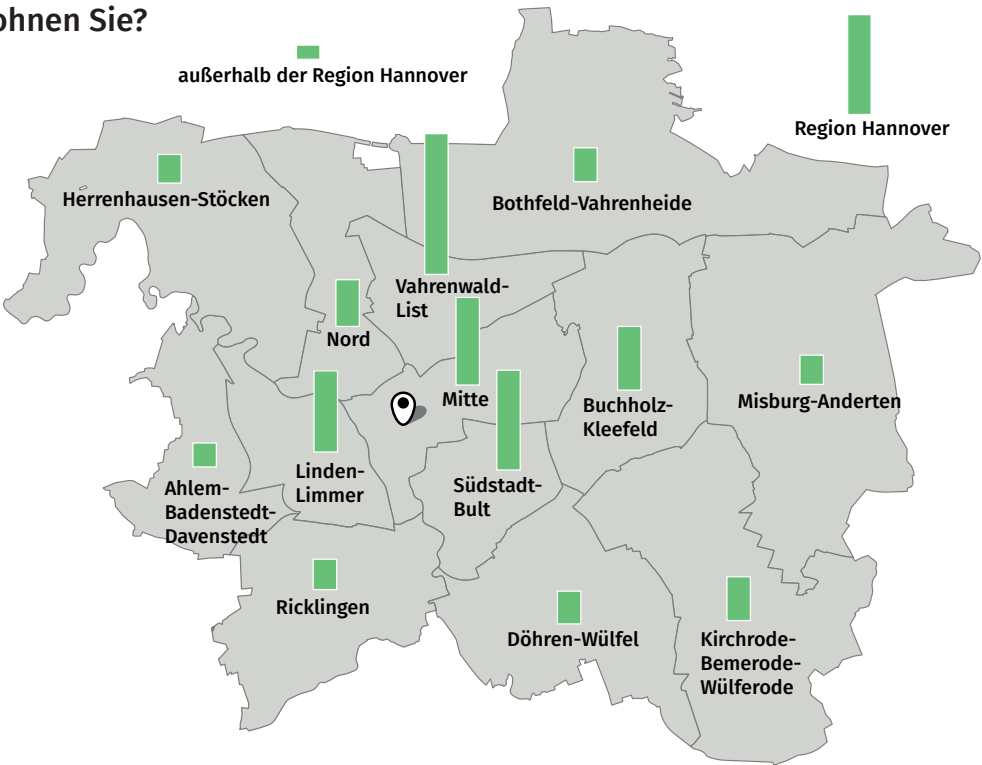 ohnen Sie?
außerhalb der Region Hannover
Region Hannover
Herrenhausen-Stöcken
Bothfeld-Vahrenheide
Vahrenwald-
List
Nord
Mitte
Buchholz-
Kleefeld
Misburg-Anderten
Linden-
Limmer
Südstadt-
Bult
Ahlem-
Badenstedt-
Davenstedt
Ricklingen
Döhren-Wülfel
Kirchrode-
Bemerode-
Wülferode